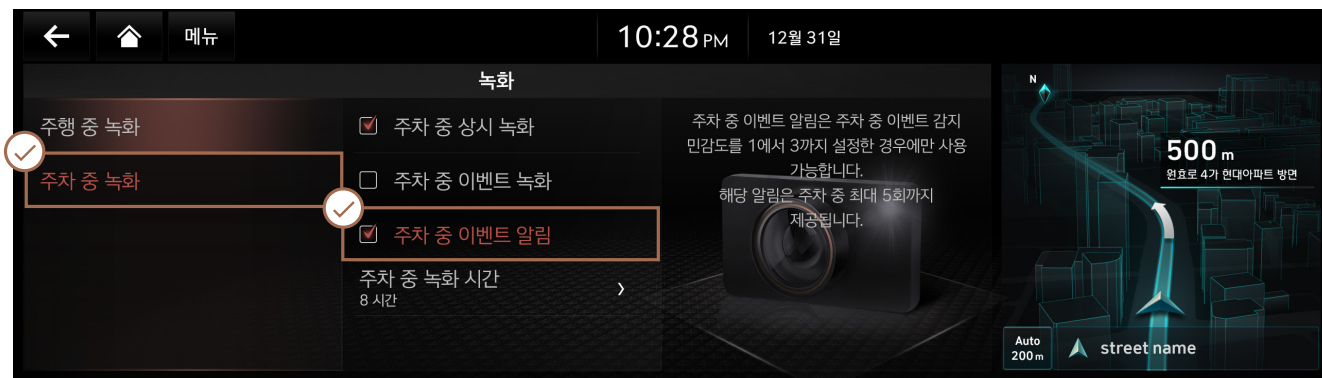 메뉴
10:28 PM
12월 31일
녹화
주행 중 녹화
주차 중 녹화
주차 중 상시 녹화
주차 중 이벤트 녹화
주차 중 이벤트 알림
주차 중 녹화 시간
8 시간
주차 중 이벤트 알림은 주차 중 이벤트 감지
민감도를 1에서 3까지 설정한 경우에만 사용
가능합니다.
해당 알림은 주차 중 최대 5회까지
제공됩니다.
N
500 m
원효로 4가 현대아파트 방면
Auto
200 m
street name